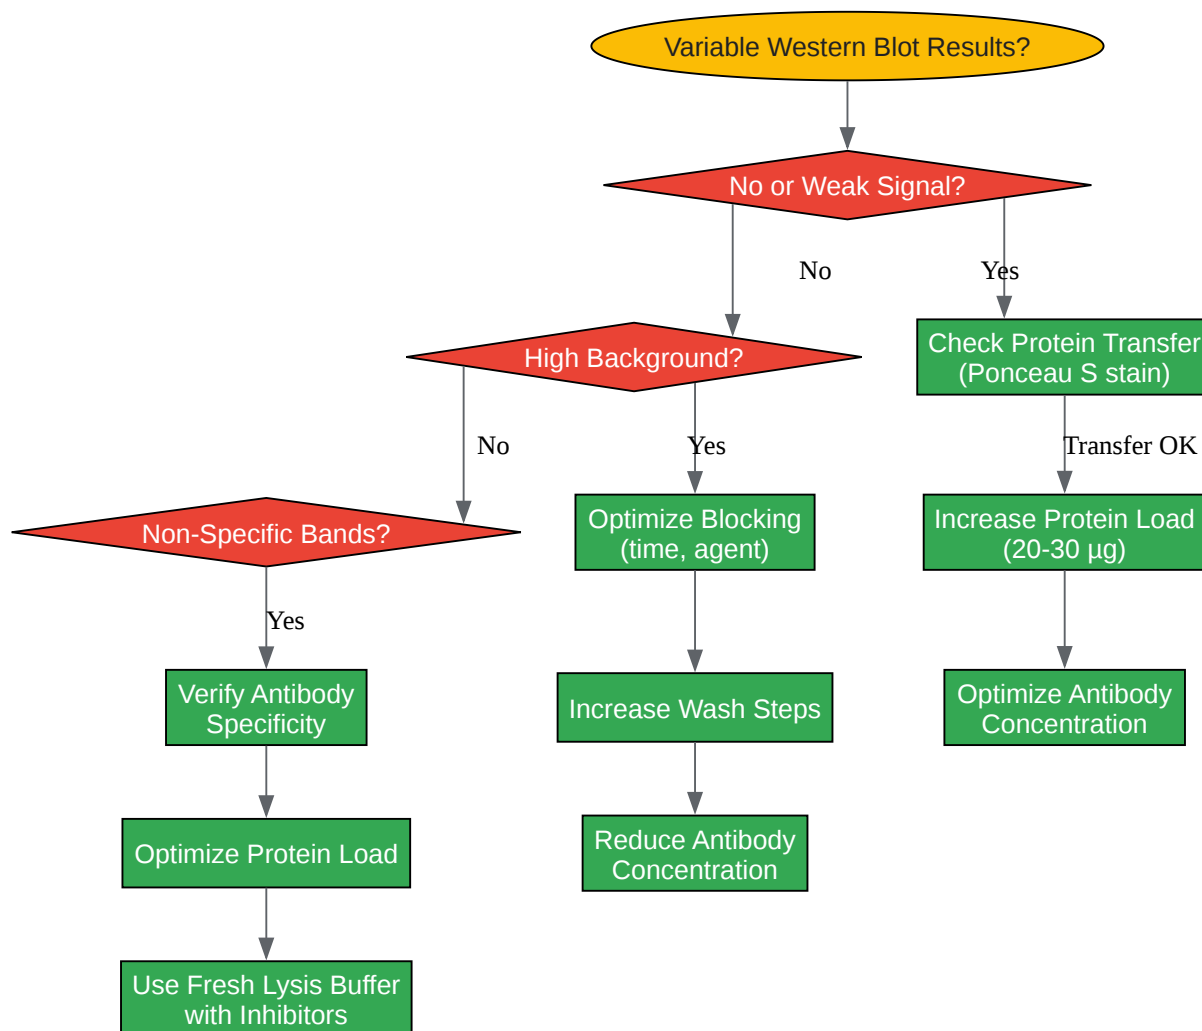 Variable Western Blot Results?
No or Weak Signal?
No
Yes
High Background?
Check Protein Transfer
(Ponceau S stain)
No
Yes
Transfer OK
Non-Specific Bands?
Optimize Blocking
(time, agent)
Increase Protein Load
(20-30 µg)
Yes
Verify Antibody
Specificity
Increase Wash Steps
Optimize Antibody
Concentration
Optimize Protein Load
Reduce Antibody
Concentration
Use Fresh Lysis Buffer
with Inhibitors